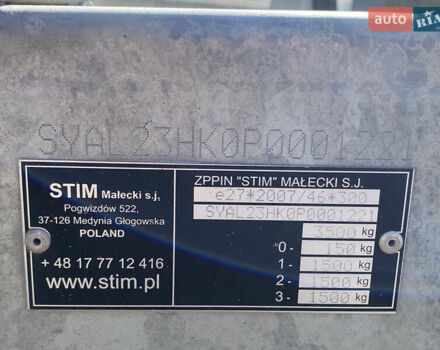 auto RIA
SYAL23HK0P0001221
STIM Małecki s.j.
Pogwizdów 522,
37-126 Medynia Głogowska
POLAND
+ 48 17 77 12 416
www.stim.pl
ZPPIN "STIM" MAŁECKI S.J.
e27*2007/46*300
SYAL23HK0P0001221
3500 kg
0- 150 kg
1- 1500 kg
2- 1500 kg
3- 1500 kg